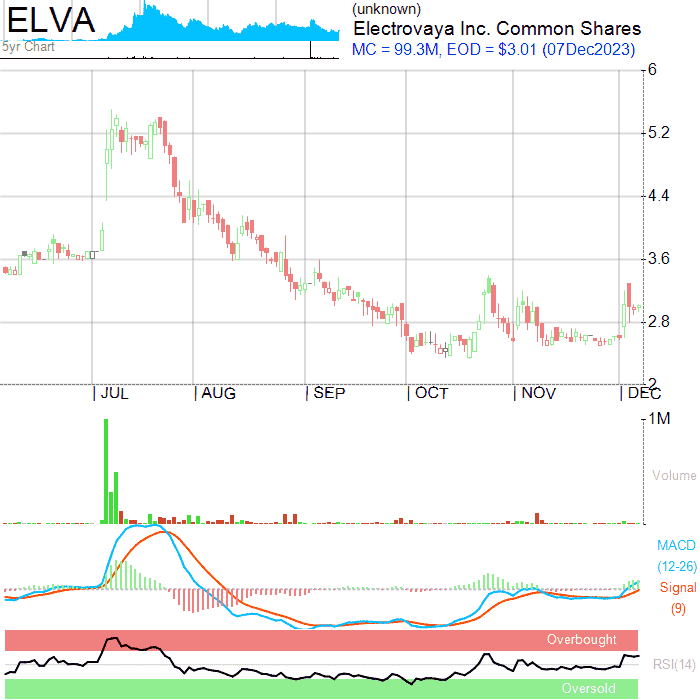 ELVA
5yr Chart
(unknown)
Electrovaya Inc. Common Shares
MC = 99.3M, EOD = $3.01 (07Dec2023)
6
5.2
4.4
3.6
2.8
2
JUL AUG SEP OCT NOV DEC
1M
Volume
MACD
(12-26)
Signal
(9)
Overbought
RSI(14)
Oversold